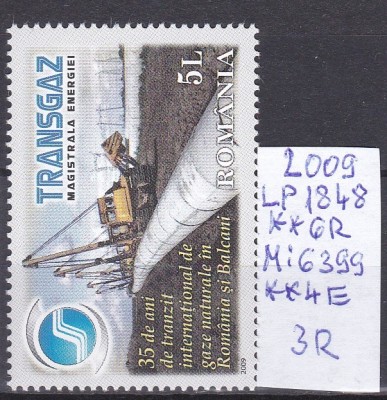 TRANSGAZ
MAGISTRALA ENERGIEI
5L
ROMÂNIA
35 de ani
de tranzit
internaţional de
gaze naturale în
România şi Balcani
2009
2009
LP1848
**6R
Mi6399
**4E
3R